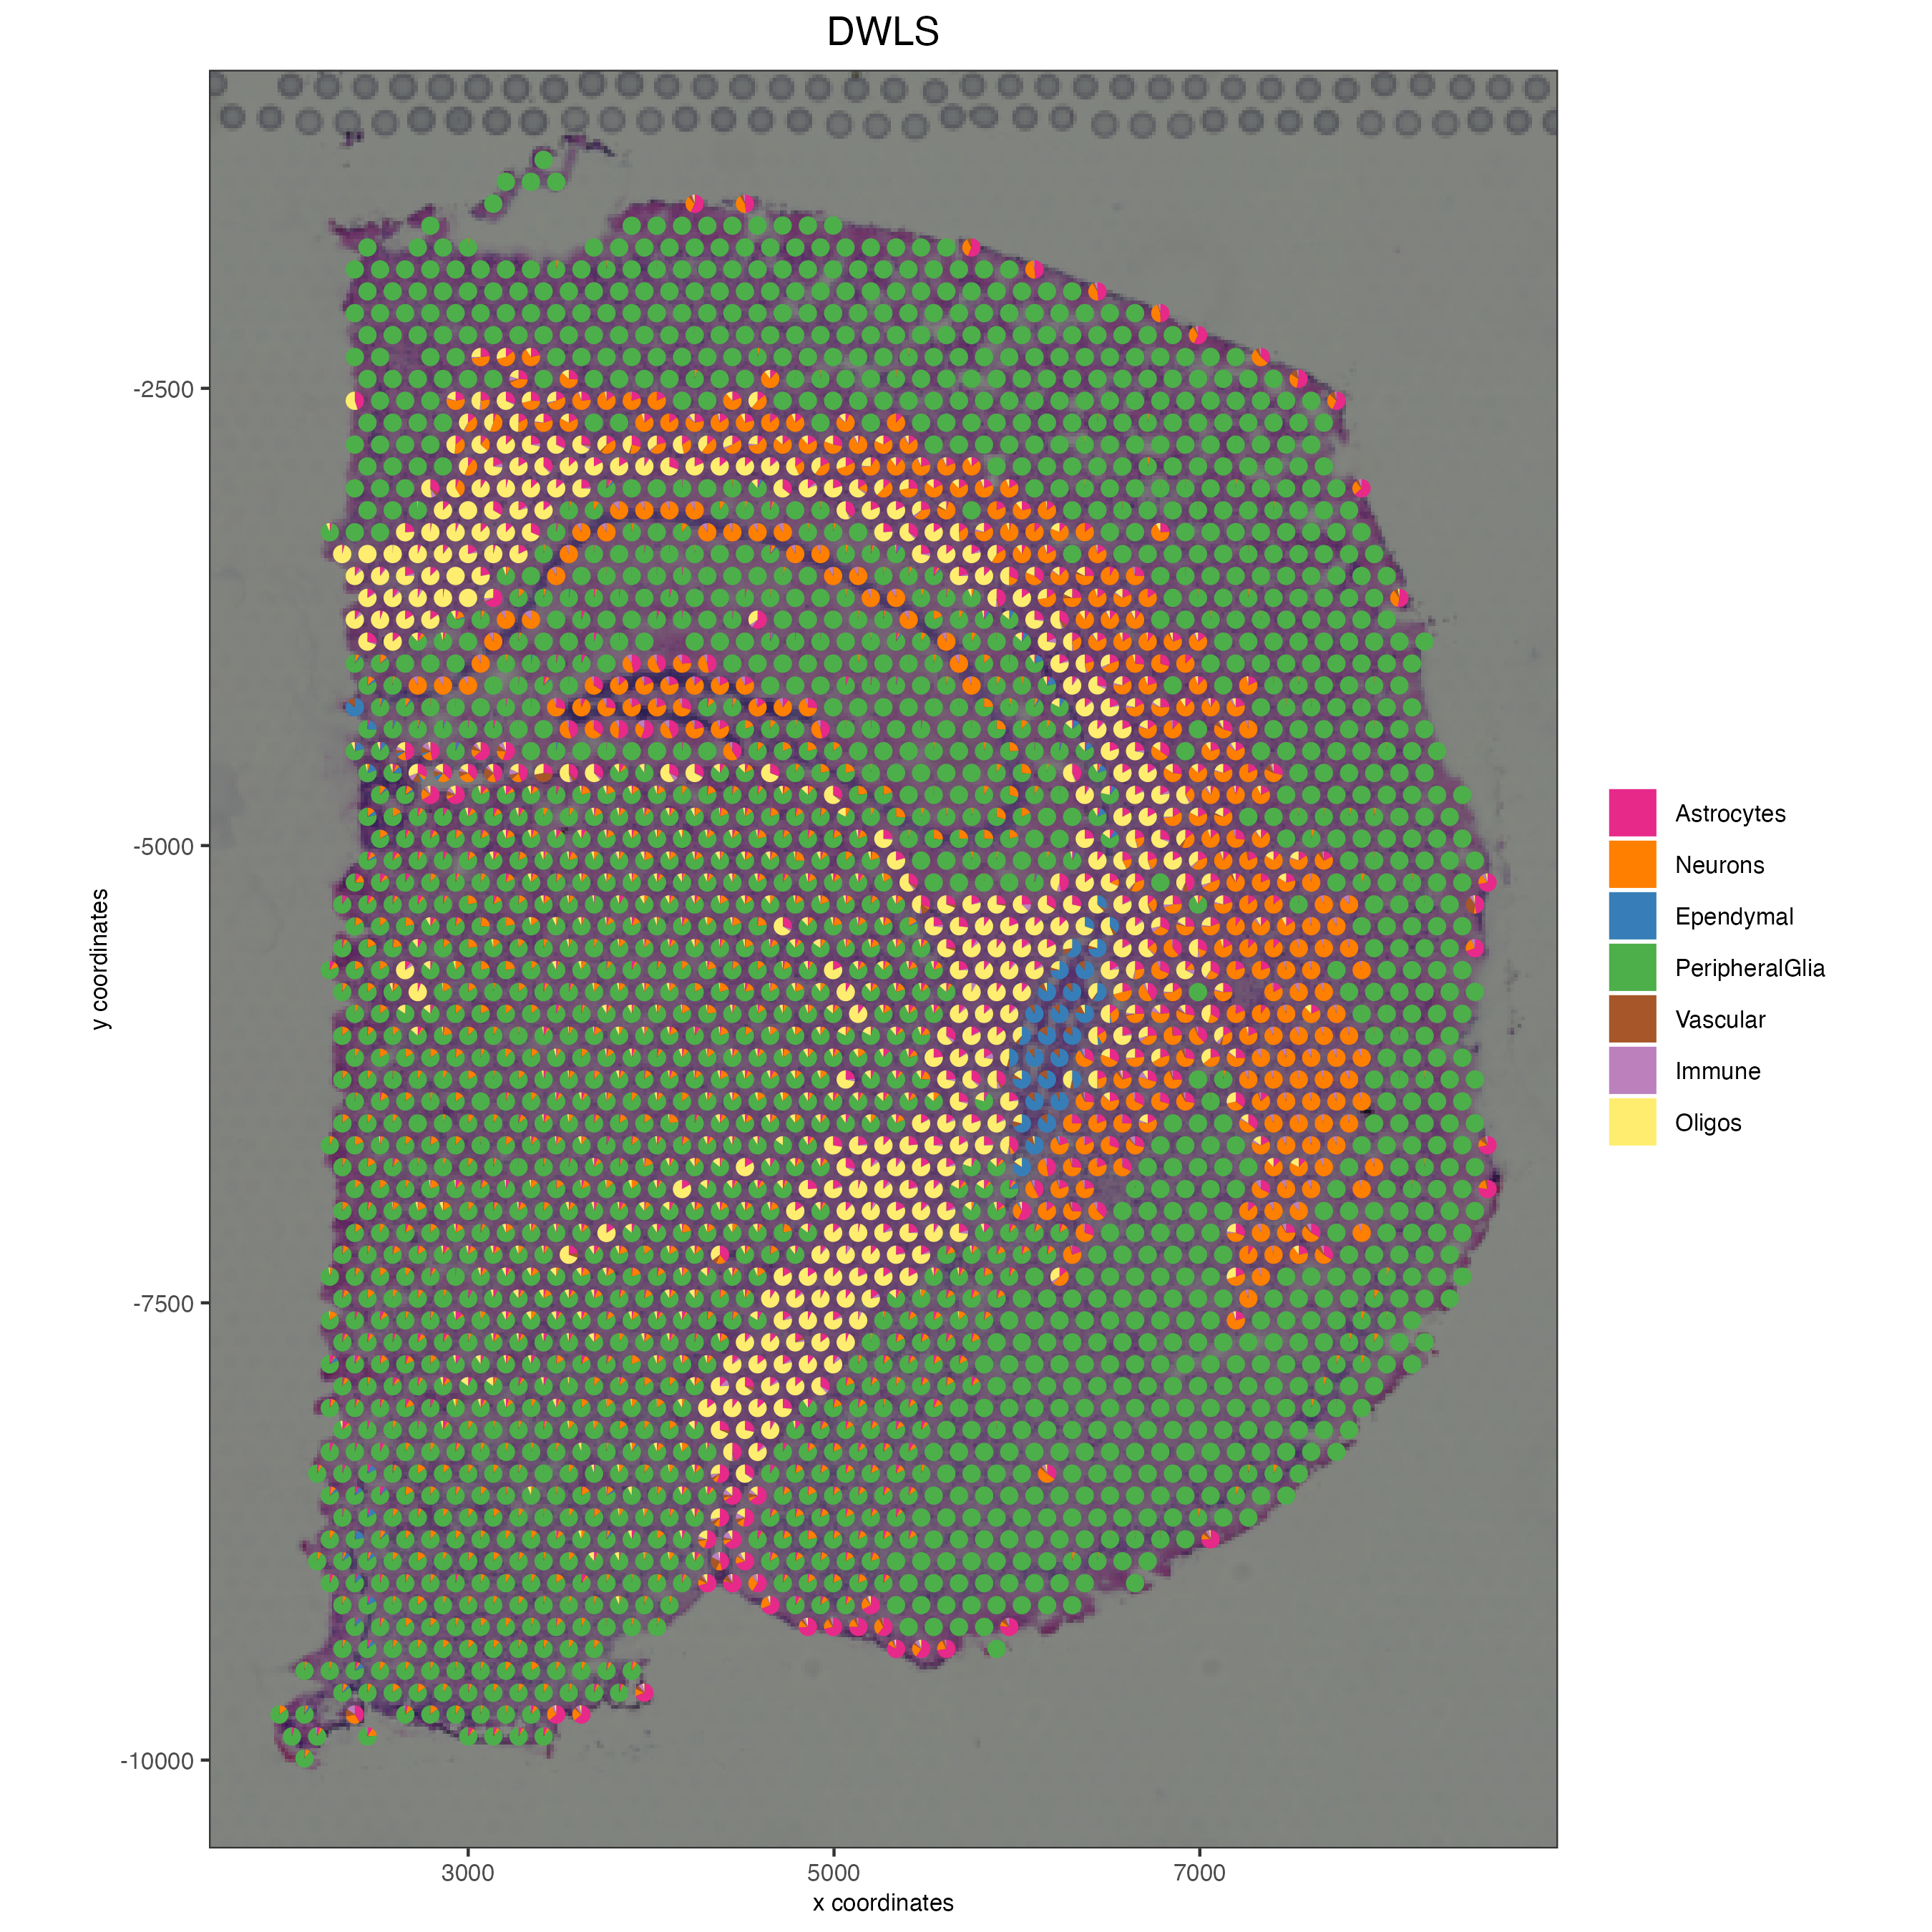 DWLS
-2500
-5000
-7500
-10000
y coordinates
3000
5000
7000
x coordinates
Astrocytes
Neurons
Ependymal
PeripheralGlia
Vascular
Immune
Oligos